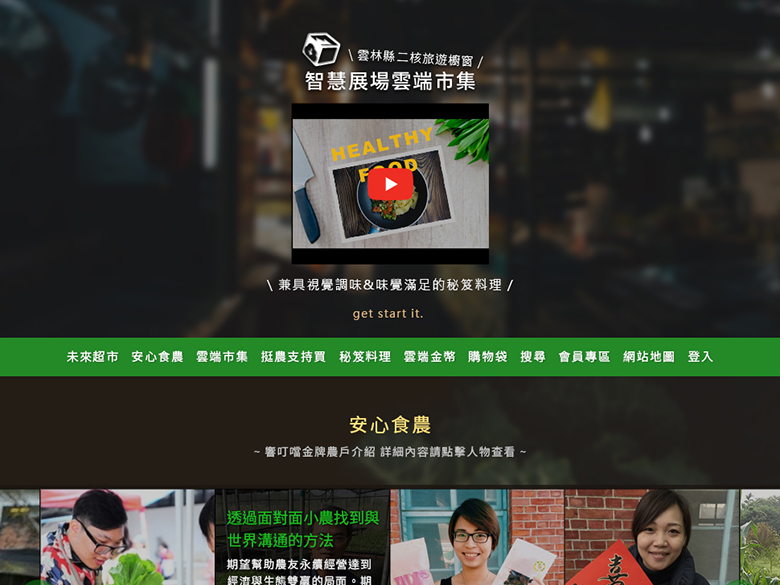 \ 雲林縣二核旅遊櫥窗 /
智慧展場雲端市集
HEALTHY
FOOD
\ 兼具視覺調味&味覺滿足的秘笈料理 /
get start it.
未來超市 安心食農 雲端市集 挺農支持買 秘笈料理 雲端金幣 購物袋 搜尋 會員專區 網站地圖 登入
安心食農
~ 響叮噹金牌農戶介紹 詳細內容請點擊人物查看 ~
透過面對面小農找到與
世界溝通的方法
期望幫助農友永續經營達到
經濟與生態雙贏的局面。期
喜